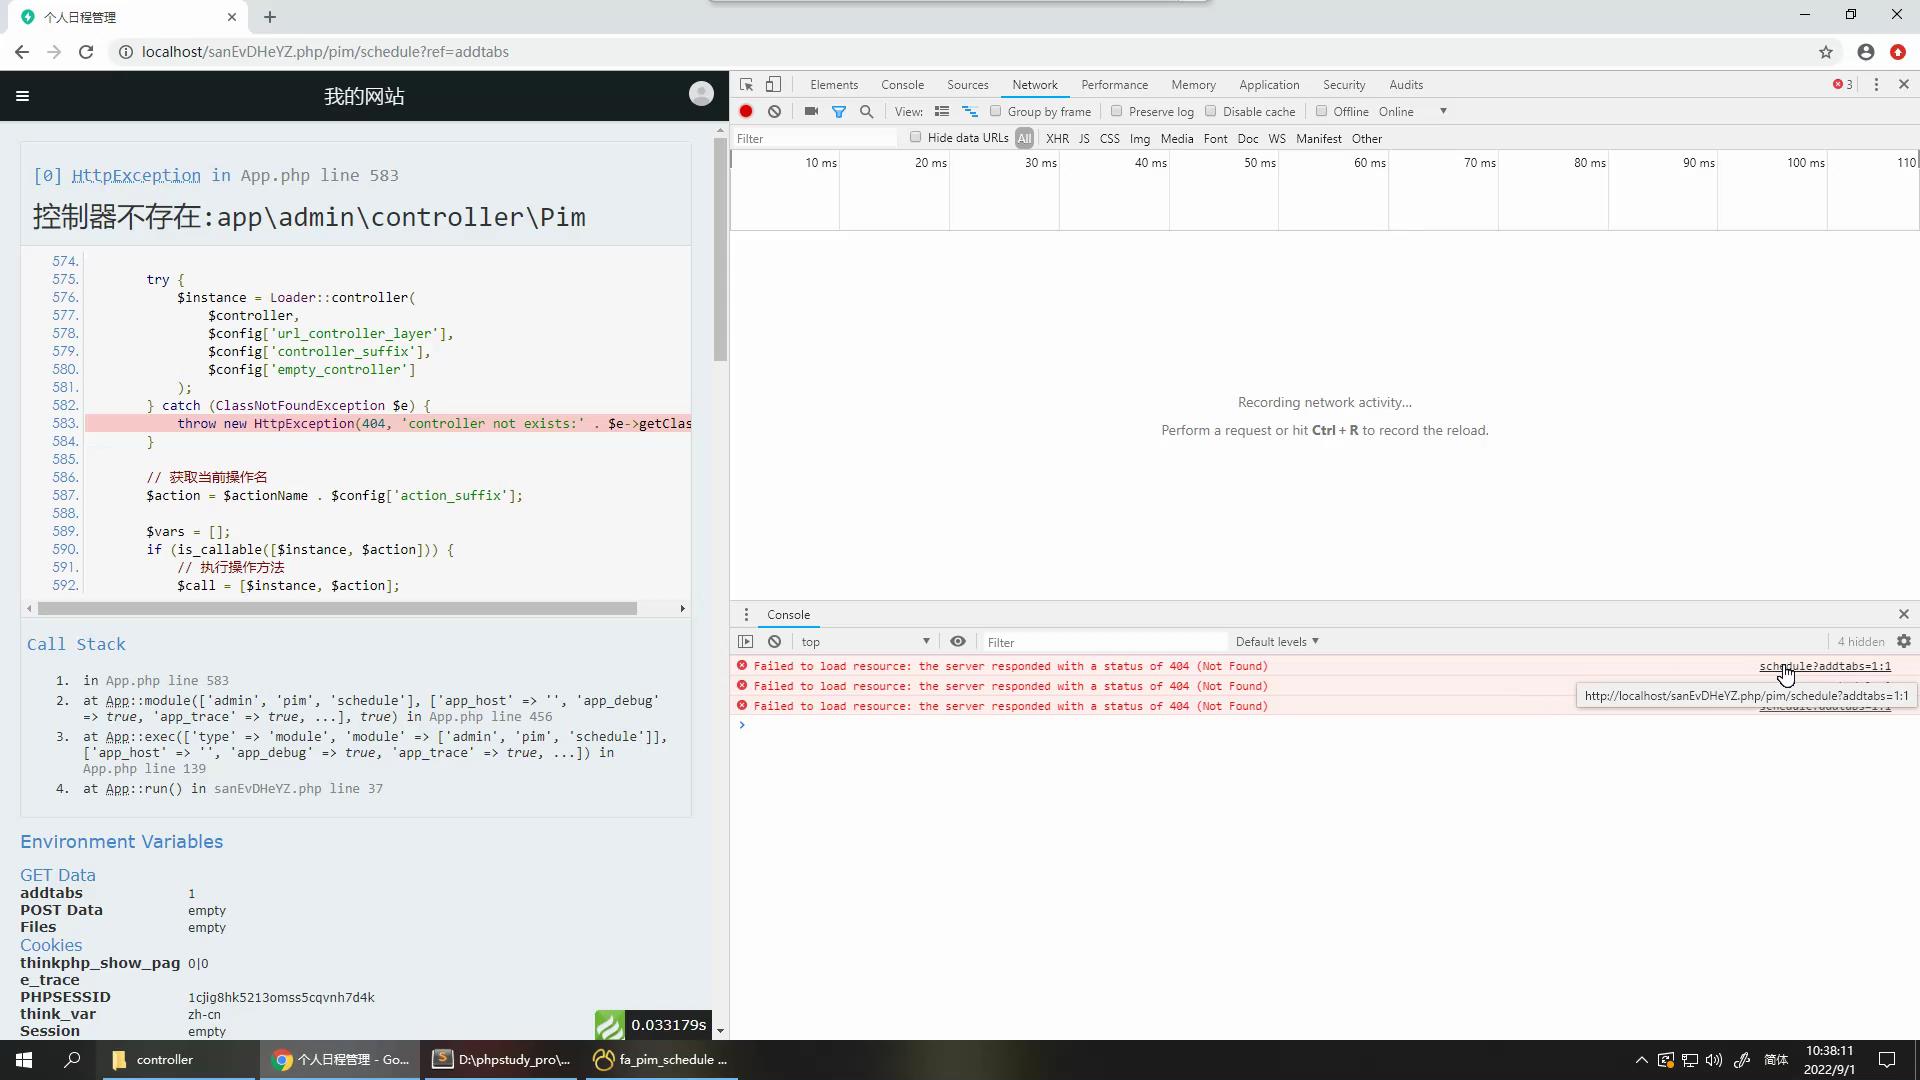 个人日程管理
localhost/sanEvDHeYZ.php/pim/schedule?ref=addtabs
我的网站
[0] HttpException in App.php line 583
控制器不存在:app\admin\controller\Pim
574.
575. try {
576. $instance = Loader::controller(
577. $controller,
578. $config['url_controller_layer'],
579. $config['controller_suffix'],
580. $config['empty_controller']
581. );
582. } catch (ClassNotFoundException $e) {
583. throw new HttpException(404, 'controller not exists:' . $e->getClas
584. }
585.
586. // 获取当前操作名
587. $action = $actionName . $config['action_suffix'];
588.
589. $vars = [];
590. if (is_callable([$instance, $action])) {
591. // 执行操作方法
592. $call = [$instance, $action];
Call Stack
1. in App.php line 583
2. at App::module(['admin', 'pim', 'schedule'], ['app_host' => '', 'app_debug'
=> true, 'app_trace' => true, ...], true) in App.php line 456
3. at App::exec(['type' => 'module', 'module' => ['admin', 'pim', 'schedule']],
['app_host' => '', 'app_debug' => true, 'app_trace' => true, ...]) in
App.php line 139
4. at App::run() in sanEvDHeYZ.php line 37
Environment Variables
GET Data
addtabs 1
POST Data empty
Files empty
Cookies
thinkphp_show_pag 0|0
e_trace
PHPSESSID 1cjig8hk5213omss5cqvnh7d4k
think_var zh-cn
Session empty
0.033179s
Elements Console Sources Network Performance Memory Application Security Audits 3
View: Group by frame Preserve log Disable cache Offline Online
Filter Hide data URLs All XHR JS CSS Img Media Font Doc WS Manifest Other
10 ms 20 ms 30 ms 40 ms 50 ms 60 ms 70 ms 80 ms 90 ms 100 ms 110
Recording network activity...
Perform a request or hit Ctrl + R to record the reload.
Console
top Filter Default levels 4 hidden
Failed to load resource: the server responded with a status of 404 (Not Found) schedule?addtabs=1:1
Failed to load resource: the server responded with a status of 404 (Not Found)
http://localhost/sanEvDHeYZ.php/pim/schedule?addtabs=1:1
Failed to load resource: the server responded with a status of 404 (Not Found) schedule?addtabs=1:1
controller 个人日程管理 - Go... D:\phpstudy_pro\... fa_pim_schedule ... 简体
10:38:11
2022/9/1